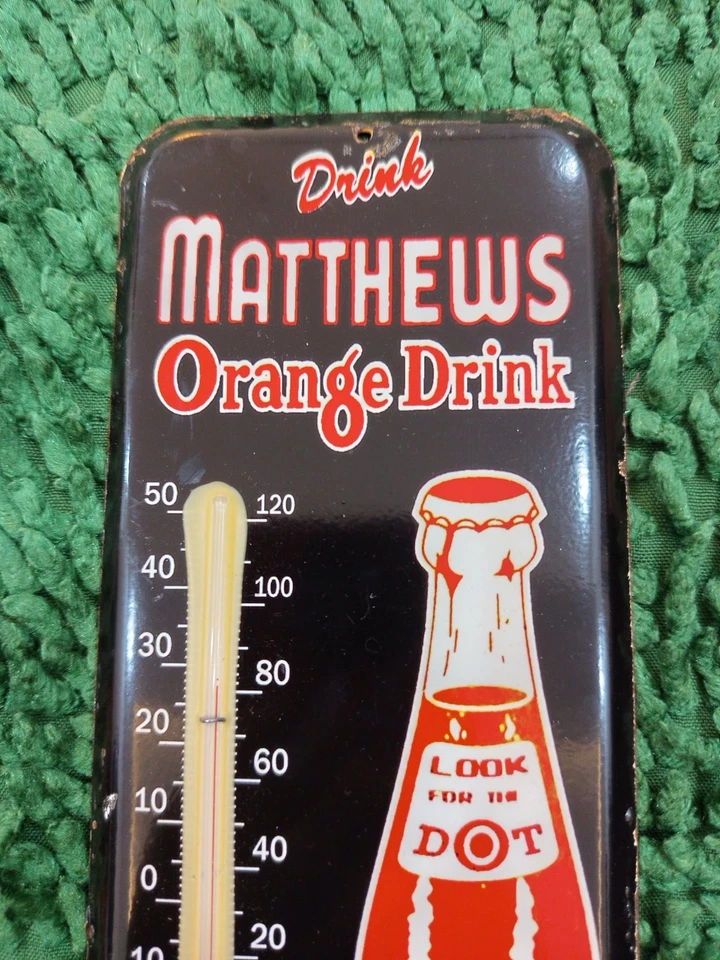 Drink
MATTHEWS
Orange Drink
50 120
40 100
30 80
20 60
10 40
0 20
10
LOOK
FOR THE
DOT